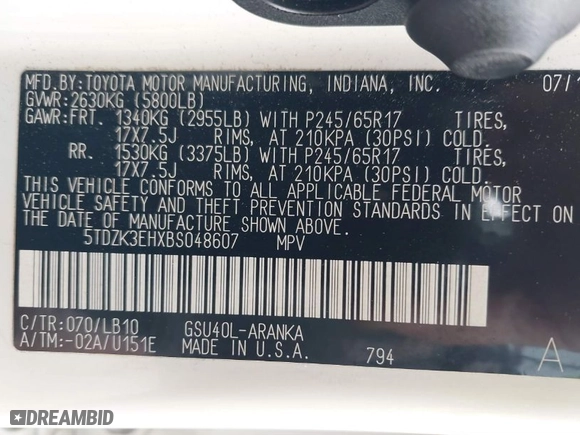 MFD.BY:TOYOTA MOTOR MANUFACTURING, INDIANA, INC. 07/
GVWR:2630KG (5800LB)
GAWR:FRT. 1340KG (2955LB) WITH P245/65R17 TIRES,
17X7.5J RIMS, AT 210KPA (30PSI) COLD.
RR. 1530KG (3375LB) WITH P245/65R17 TIRES,
17X7.5J RIMS, AT 210KPA (30PSI) COLD.
THIS VEHICLE CONFORMS TO ALL APPLICABLE FEDERAL MOTOR
VEHICLE SAFETY AND THEFT PREVENTION STANDARDS IN EFFECT ON
THE DATE OF MANUFACTURE SHOWN ABOVE.
5TDZK3EHXBS048607 MPV
C/TR:070/LB10 GSU40L-ARANKA
A/TM:-02A/U151E MADE IN U.S.A. 794 A
DREAMBID